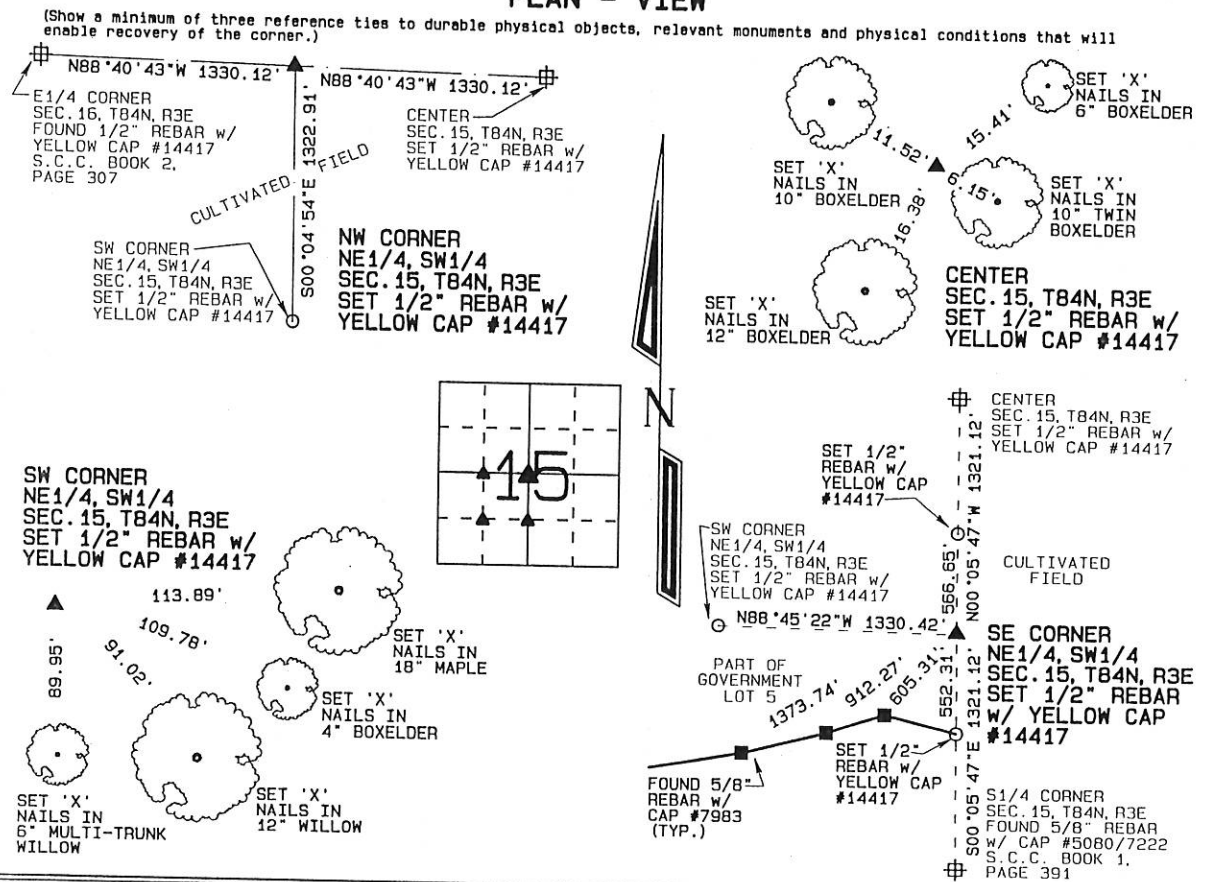 PLAN - VIEW
(Show a minimum of three reference ties to durable physical objects, relevant monuments and physical conditions that will
enable recovery of the corner.)
N88°40'43"W 1330.12'
N88°40'43"W 1330.12'
E1/4 CORNER
SEC. 16, T84N, R3E
FOUND 1/2" REBAR w/
YELLOW CAP #14417
S.C.C. BOOK 2,
PAGE 307
S00°04'54"E 1322.91'
CENTER
SEC. 15, T84N, R3E
SET 1/2" REBAR w/
YELLOW CAP #14417
CULTIVATED FIELD
SW CORNER
NE1/4, SW1/4
SEC. 15, T84N, R3E
SET 1/2" REBAR w/
YELLOW CAP #14417
NW CORNER
NE1/4, SW1/4
SEC. 15, T84N, R3E
SET 1/2" REBAR w/
YELLOW CAP #14417
SET 'X'
NAILS IN
6" BOXELDER
15.41'
11.52'
SET 'X'
NAILS IN
10" BOXELDER
6.15'
SET 'X'
NAILS IN
10" TWIN
BOXELDER
16.38'
SET 'X'
NAILS IN
12" BOXELDER
CENTER
SEC. 15, T84N, R3E
SET 1/2" REBAR w/
YELLOW CAP #14417
N
15
SW CORNER
NE1/4, SW1/4
SEC. 15, T84N, R3E
SET 1/2" REBAR w/
YELLOW CAP #14417
113.89'
109.78'
91.02'
89.95'
SET 'X'
NAILS IN
18" MAPLE
SET 'X'
NAILS IN
4" BOXELDER
SET 'X'
NAILS IN
12" WILLOW
SET 'X'
NAILS IN
6" MULTI-TRUNK
WILLOW
CENTER
SEC. 15, T84N, R3E
SET 1/2" REBAR w/
YELLOW CAP #14417
SET 1/2"
REBAR w/
YELLOW CAP
#14417
N00°05'47"W 1321.12'
566.65'
CULTIVATED
FIELD
SW CORNER
NE1/4, SW1/4
SEC. 15, T84N, R3E
SET 1/2" REBAR w/
YELLOW CAP #14417
N88°45'22"W 1330.42'
SE CORNER
NE1/4, SW1/4
SEC. 15, T84N, R3E
SET 1/2" REBAR
w/ YELLOW CAP
#14417
PART OF
GOVERNMENT
LOT 5
1373.74'
912.27'
605.31'
552.31'
S00°05'47"E 1321.12'
SET 1/2"
REBAR w/
YELLOW CAP
#14417
FOUND 5/8"
REBAR w/
CAP #7983
(TYP.)
S1/4 CORNER
SEC. 15, T84N, R3E
FOUND 5/8" REBAR
w/ CAP #5080/7222
S.C.C. BOOK 1,
PAGE 391